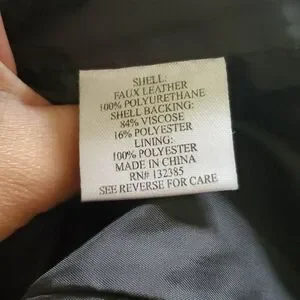 SHELL:
FAUX LEATHER
100% POLYURETHANE
SHELL BACKING:
84% VISCOSE
16% POLYESTER
LINING:
100% POLYESTER
MADE IN CHINA
RN# 132385
SEE REVERSE FOR CARE